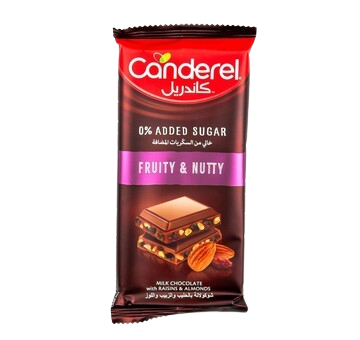 Canderel
كاندريل
0% ADDED SUGAR
خالي من السكريات المضافة
FRUITY & NUTTY
MILK CHOCOLATE
with RAISINS & ALMONDS
شوكولاتة بالحليب والزبيب واللوز